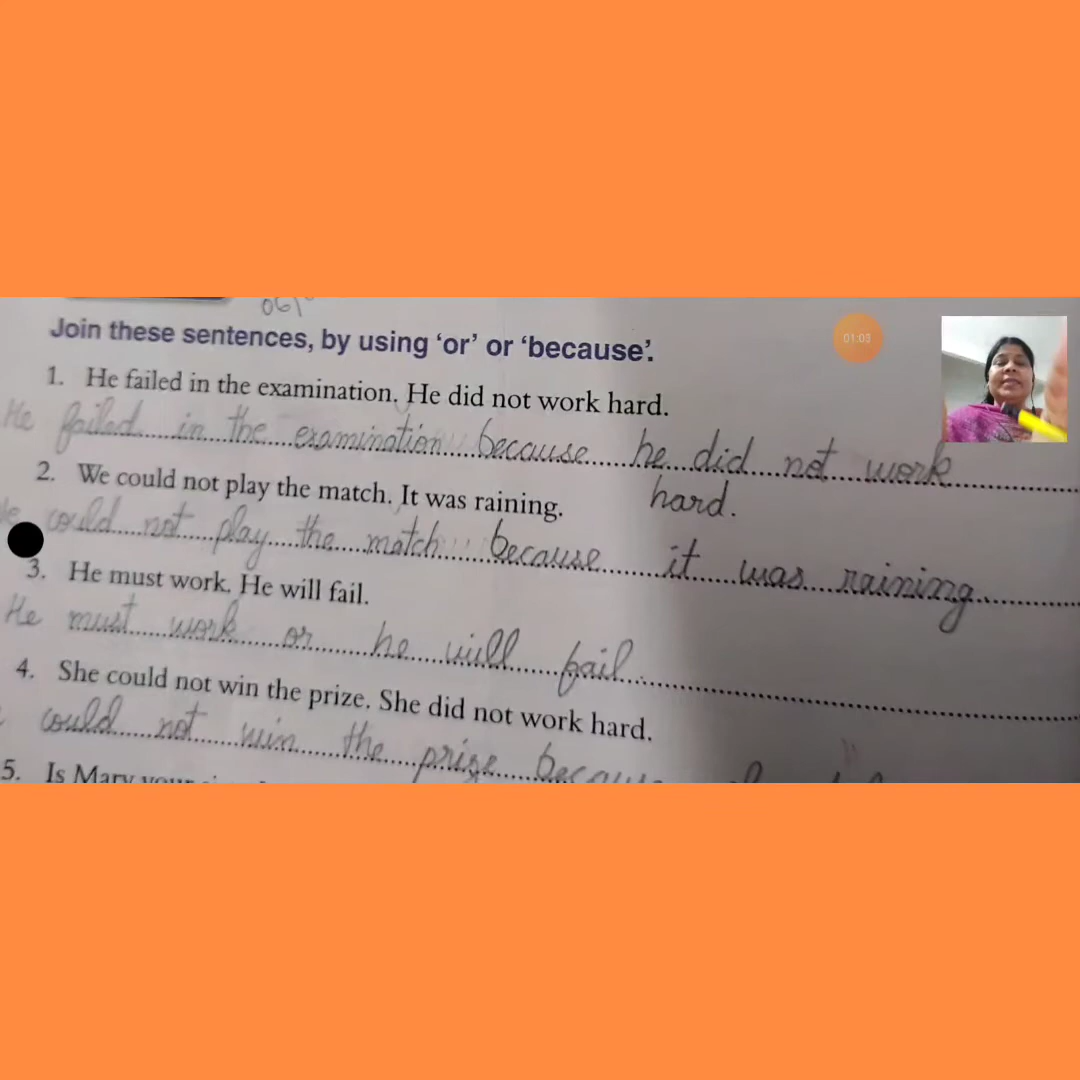 061
Join these sentences, by using ‘or’ or ‘because’.
01:03
1. He failed in the examination. He did not work hard.
He failed in the examination because he did not work
hard.
2. We could not play the match. It was raining.
could not play the match because it was raining
3. He must work. He will fail.
He must work or he will fail.
4. She could not win the prize. She did not work hard.
could not win the prize
5. Is Mary your